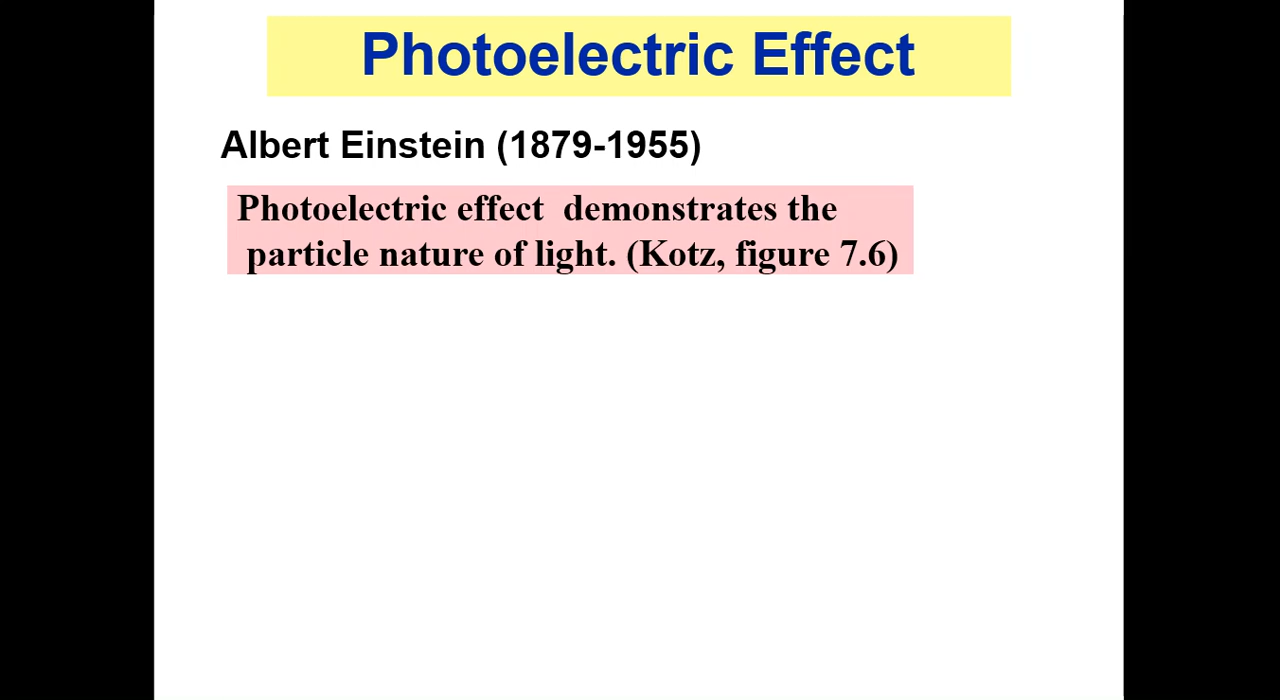 Photoelectric Effect
Albert Einstein (1879-1955)
Photoelectric effect  demonstrates the
particle nature of light. (Kotz, figure 7.6)